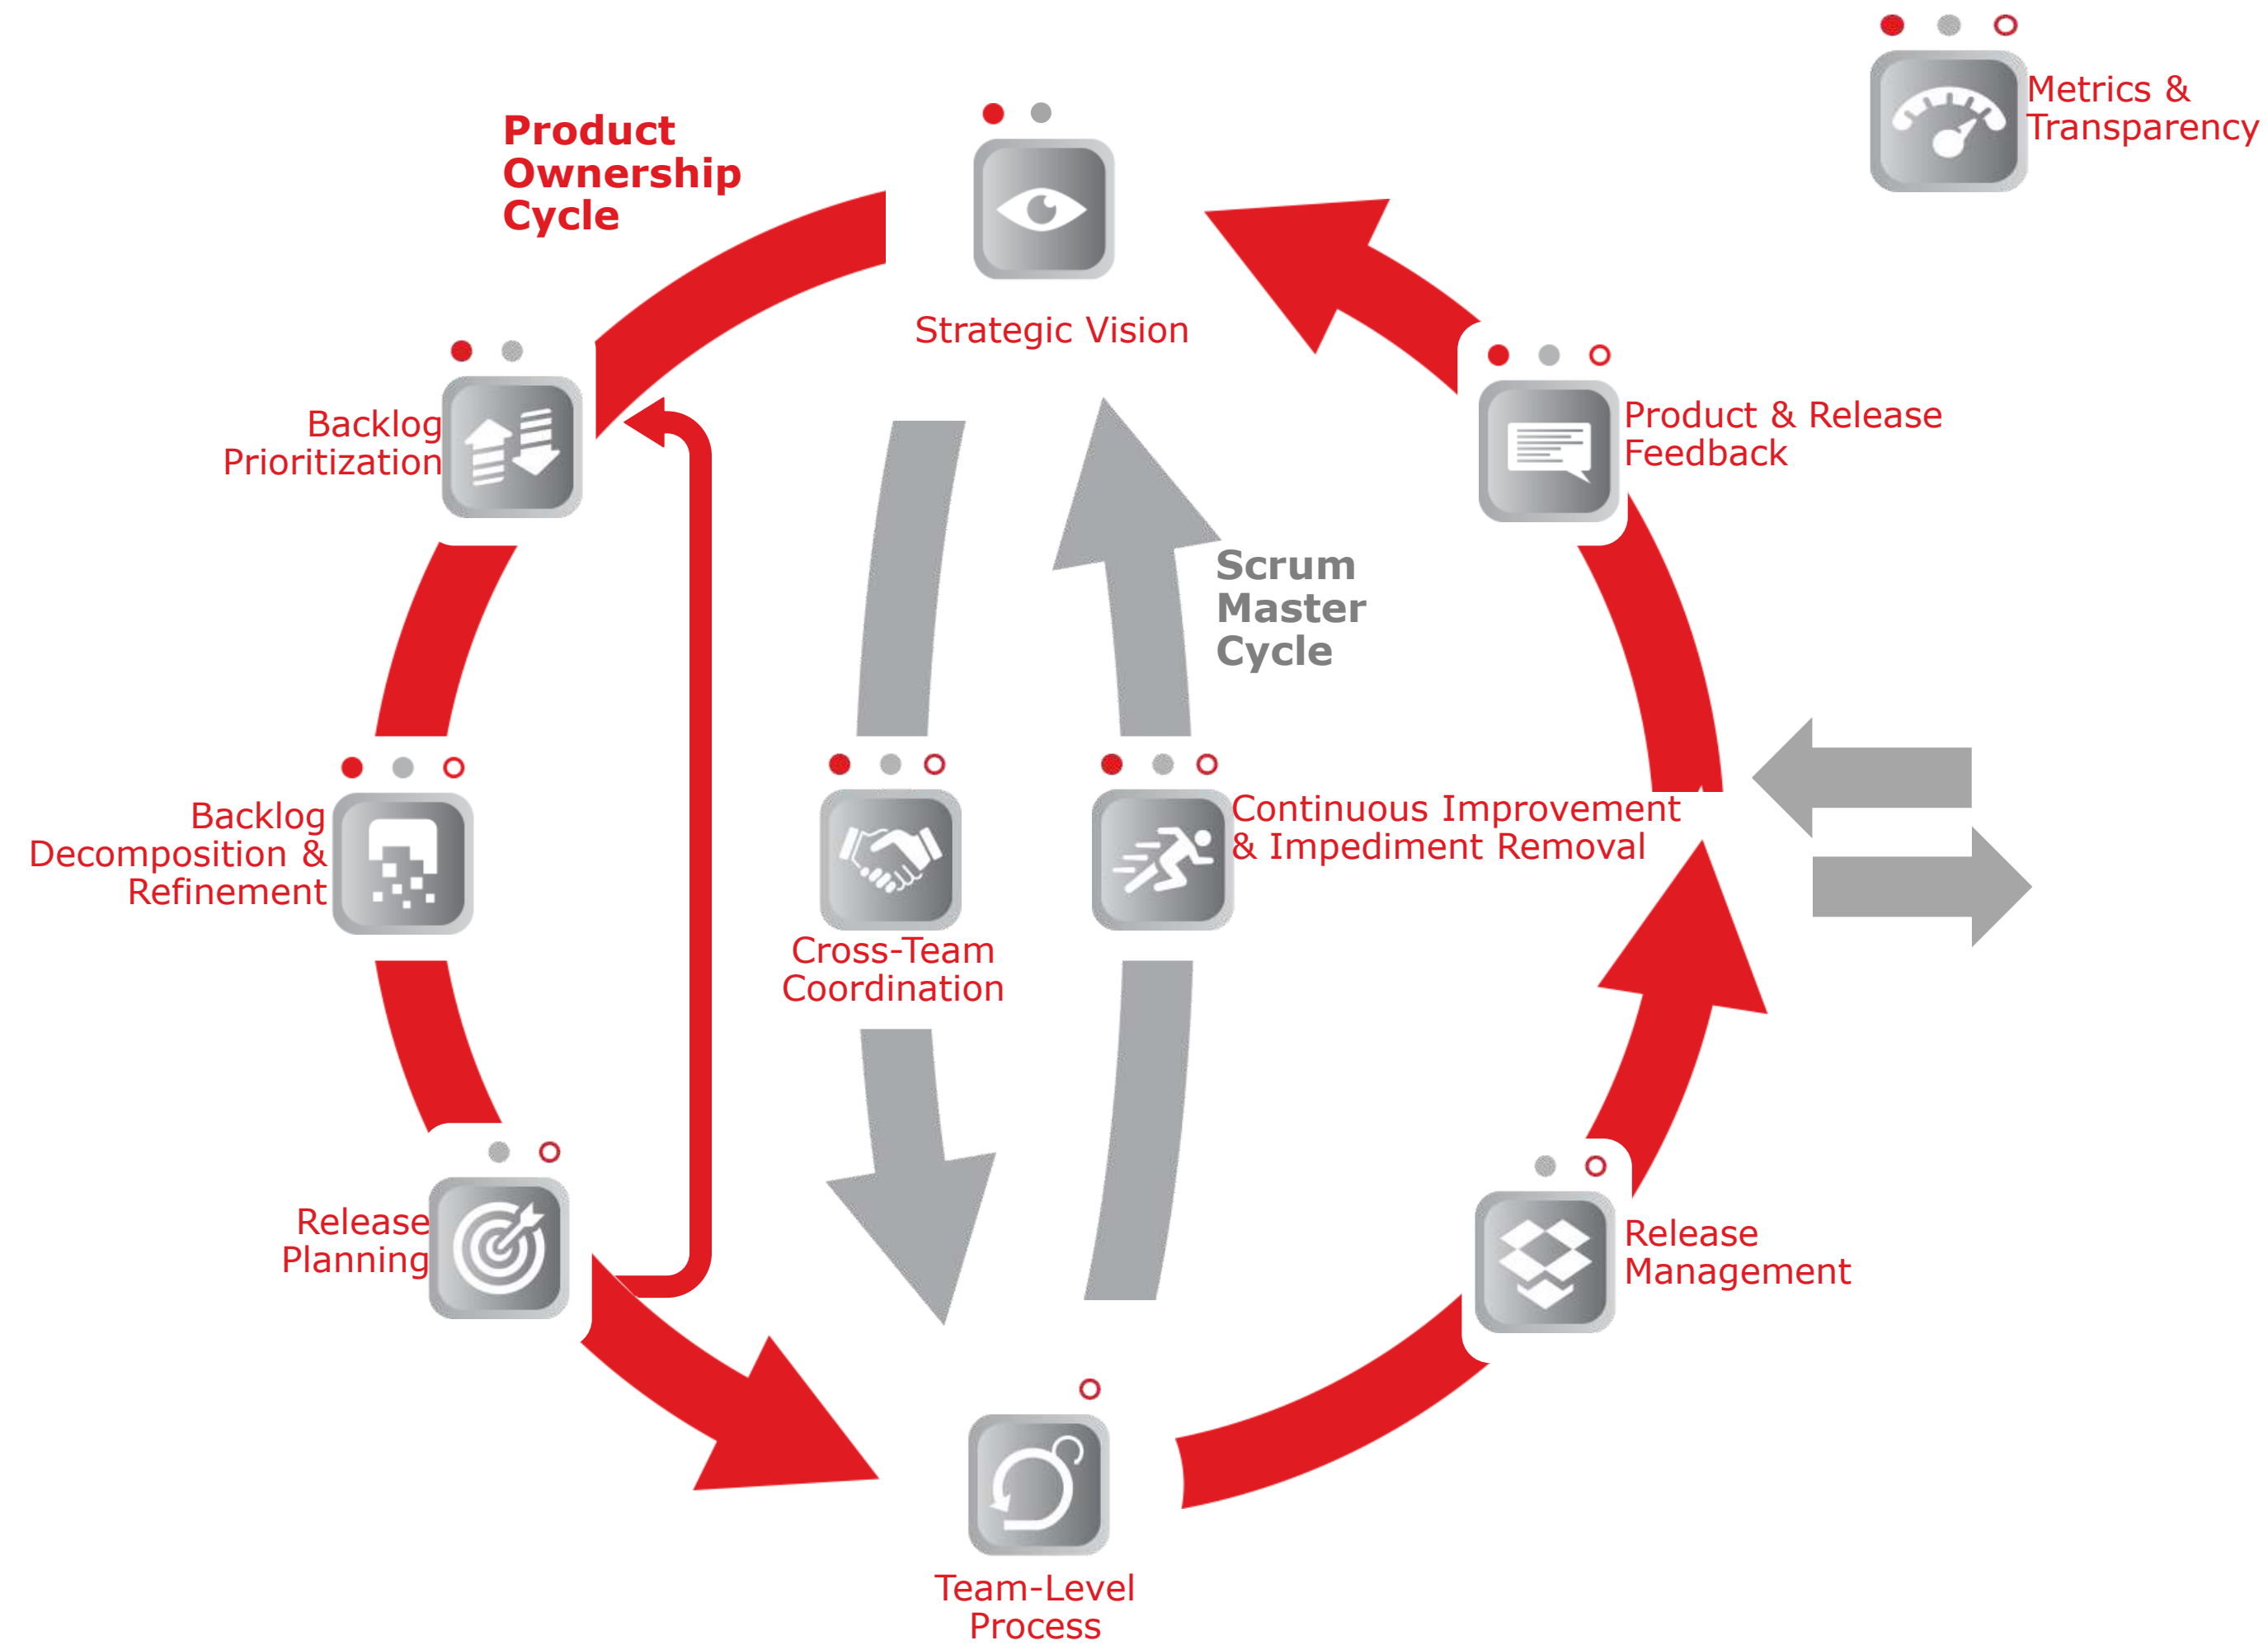 Metrics &
Transparency
Product
Ownership
Cycle
Strategic Vision
Backlog
Prioritization
Product & Release
Feedback
Scrum
Master
Cycle
Backlog
Decomposition &
Refinement
Continuous Improvement
& Impediment Removal
Cross-Team
Coordination
Release
Planning
Release
Management
Team-Level
Process